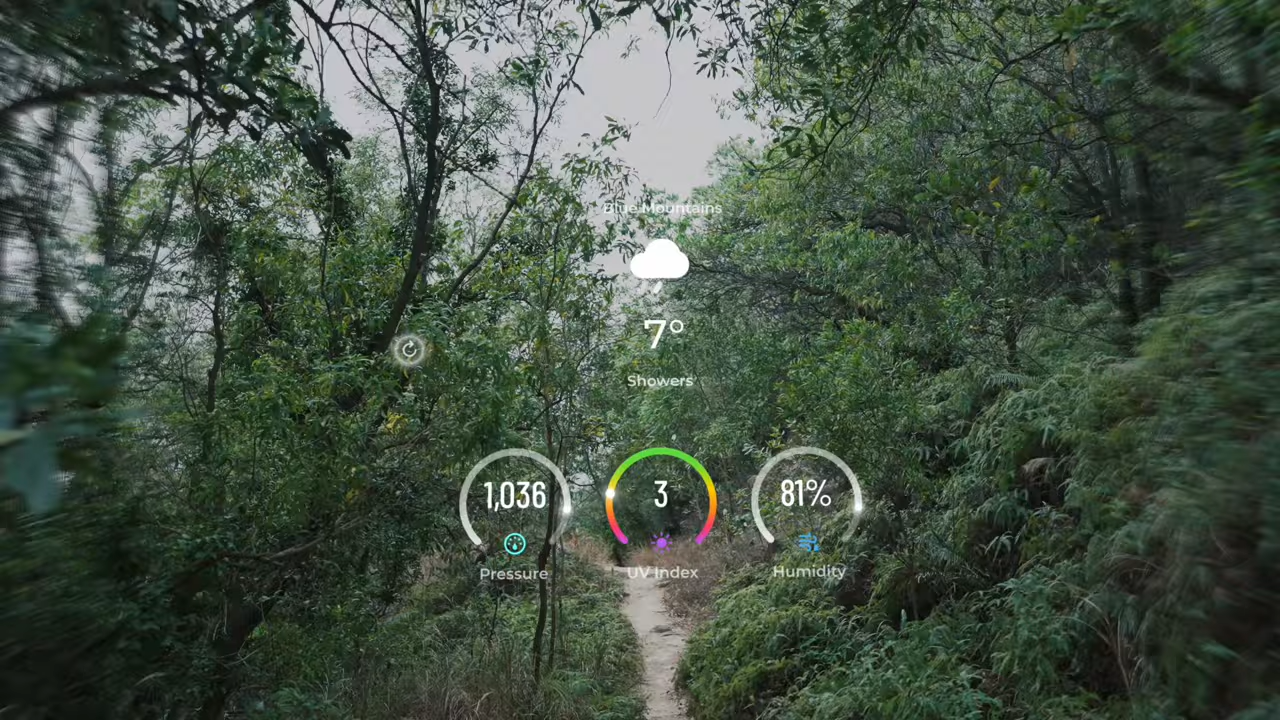 Blue Mountains
7°
Showers
1,036
3
81%
Pressure
UV Index
Humidity